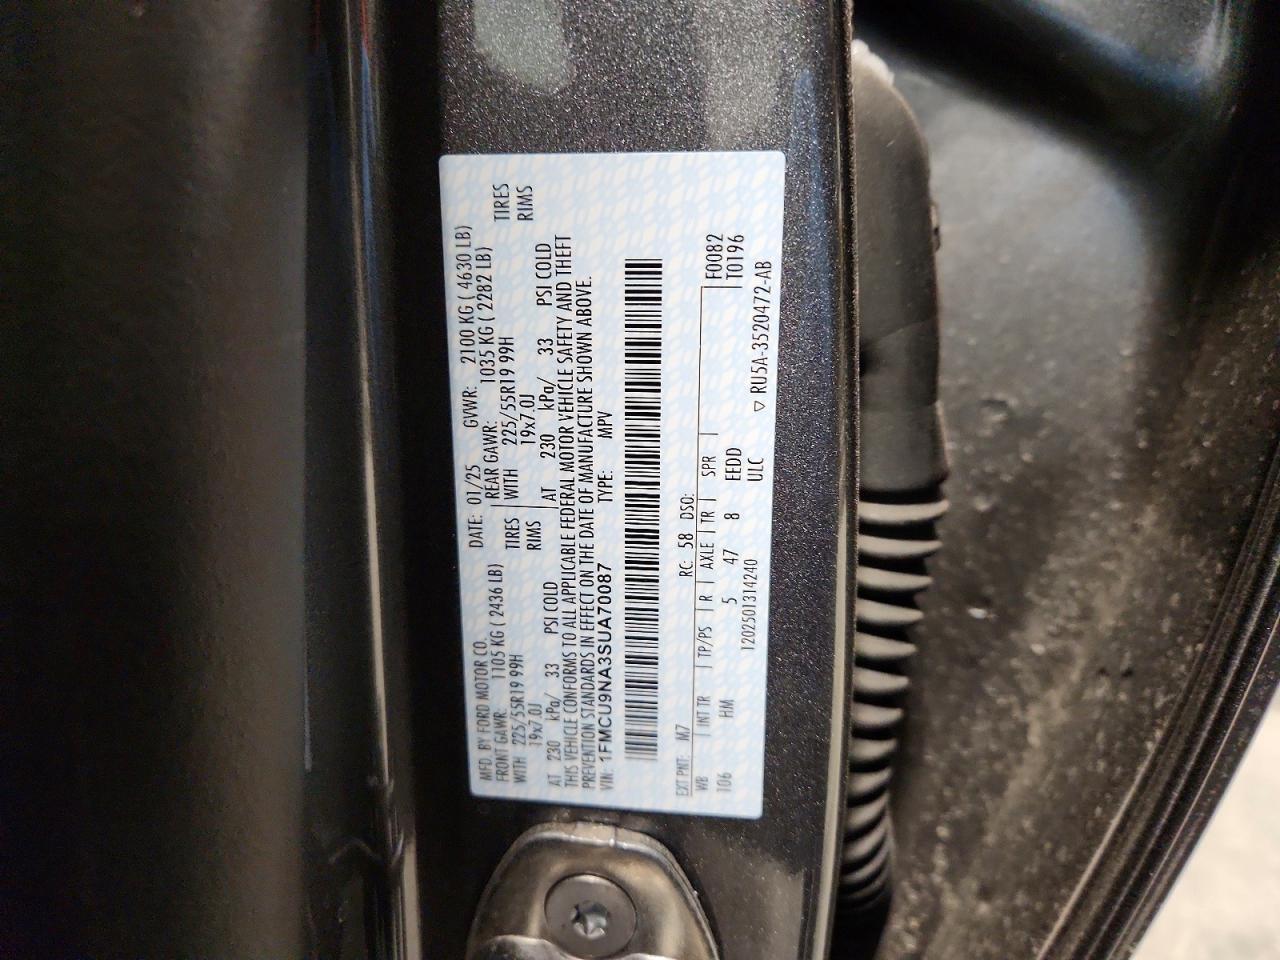 MFD. BY FORD MOTOR CO. DATE: 01/25 GVWR: 2100 KG ( 4630 LB)
FRONT GAWR: 1105 KG ( 2436 LB) REAR GAWR: 1035 KG ( 2282 LB)
WITH 225/55R19 99H TIRES WITH 225/55R19 99H TIRES
19x7.0J RIMS 19x7.0J RIMS
AT 230 kPa/ 33 PSI COLD AT 230 kPa/ 33 PSI COLD
THIS VEHICLE CONFORMS TO ALL APPLICABLE FEDERAL MOTOR VEHICLE SAFETY AND THEFT
PREVENTION STANDARDS IN EFFECT ON THE DATE OF MANUFACTURE SHOWN ABOVE.
VIN: 1FMCU9NA3SUA70087 TYPE: MPV
EXT PNT: M7 RC: 58 DSO:
WB INT TR TP/PS R AXLE TR SPR F0082
106 HM 5 47 8 EEDD T0196
1202501314240 ULC ▽ RU5A-3520472-AB